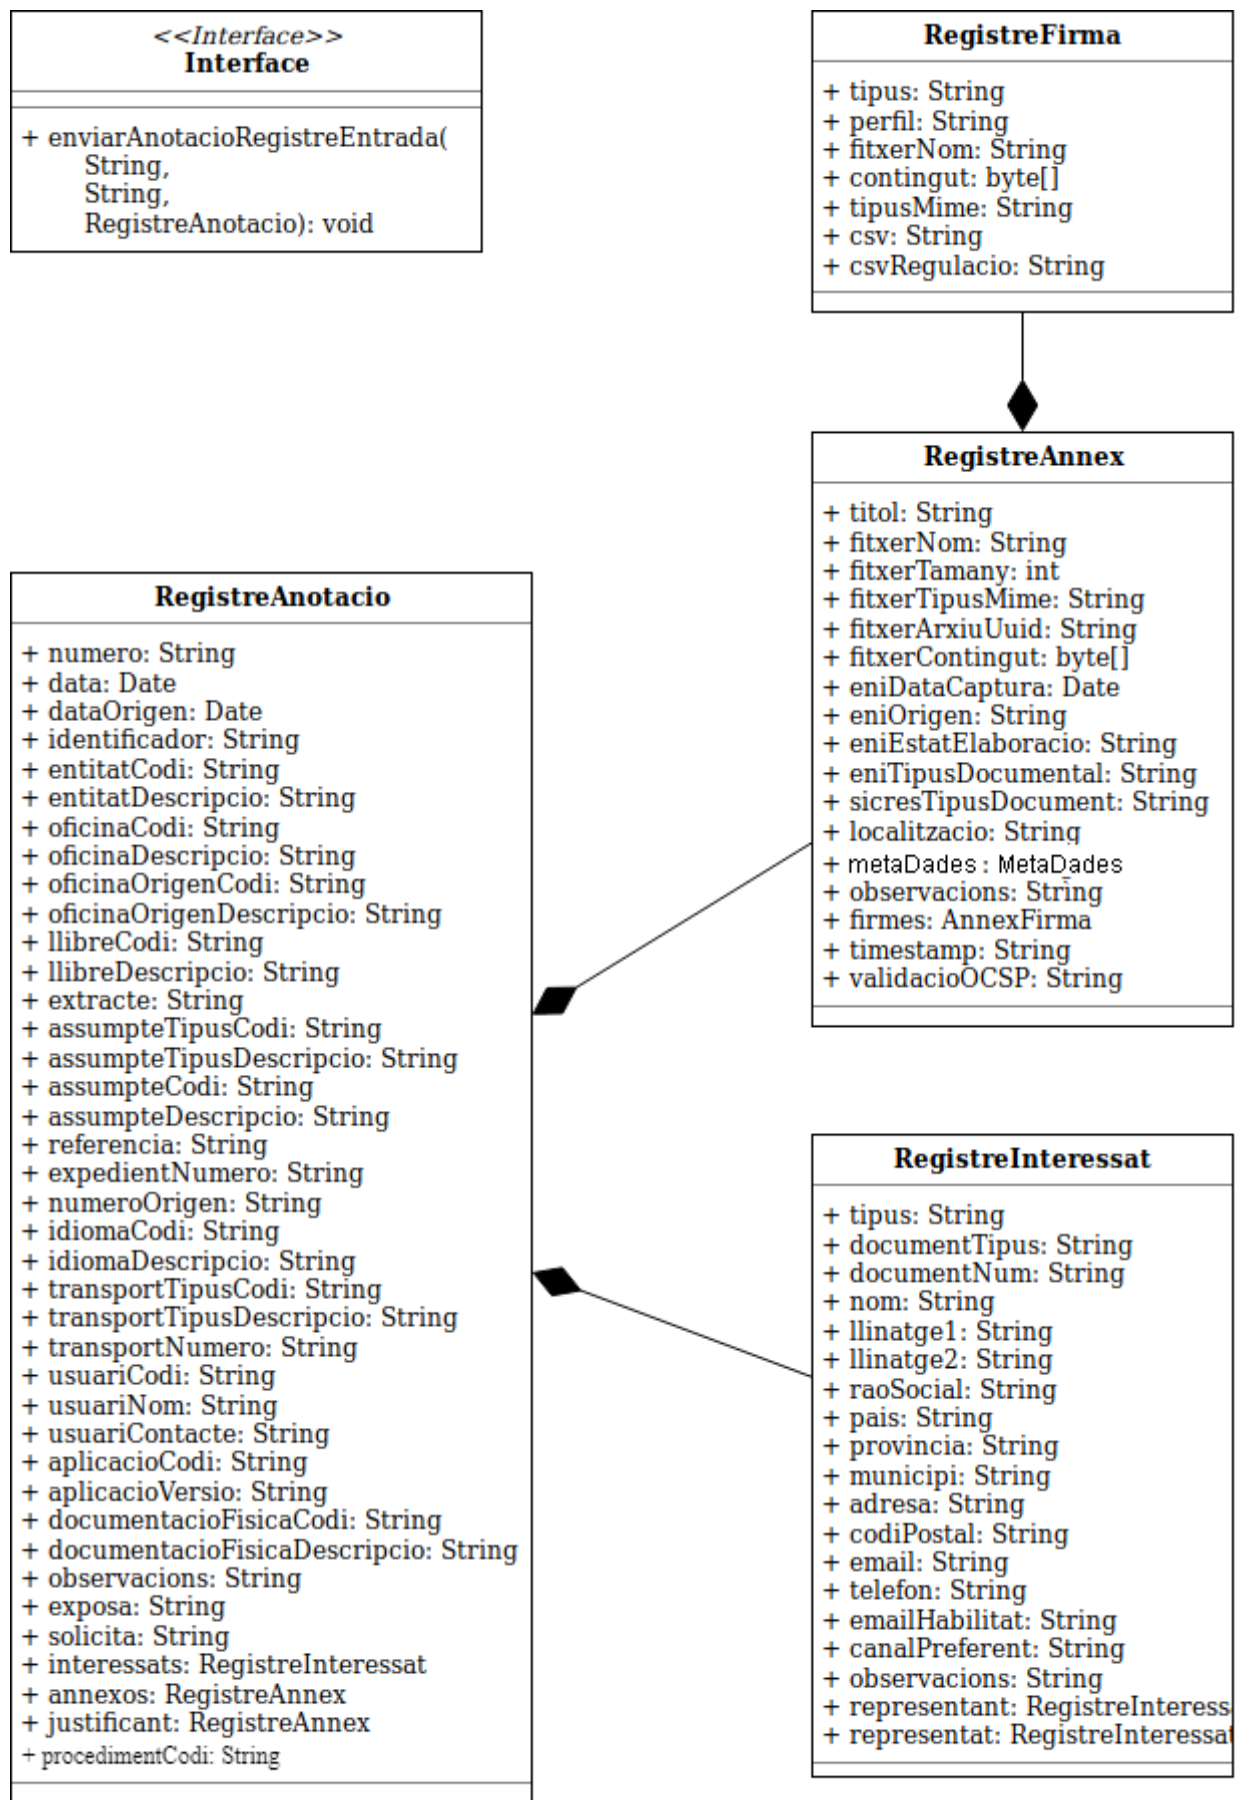 <<Interface>>
Interface
+ enviarAnotacioRegistreEntrada(
String,
String,
RegistreAnotacio): void
RegistreFirma
+ tipus: String
+ perfil: String
+ fitxerNom: String
+ contingut: byte[]
+ tipusMime: String
+ csv: String
+ csvRegulacio: String
RegistreAnnex
+ titol: String
+ fitxerNom: String
+ fitxerTamany: int
+ fitxerTipusMime: String
+ fitxerArxiuUuid: String
+ fitxerContingut: byte[]
+ eniDataCaptura: Date
+ eniOrigen: String
+ eniEstatElaboracio: String
+ eniTipusDocumental: String
+ sicresTipusDocument: String
+ localitzacio: String
+ metaDades : MetaDades
+ observacions: String
+ firmes: AnnexFirma
+ timestamp: String
+ validacioOCSP: String
RegistreAnotacio
+ numero: String
+ data: Date
+ dataOrigen: Date
+ identificador: String
+ entitatCodi: String
+ entitatDescripcio: String
+ oficinaCodi: String
+ oficinaDescripcio: String
+ oficinaOrigenCodi: String
+ oficinaOrigenDescripcio: String
+ llibreCodi: String
+ llibreDescripcio: String
+ extracte: String
+ assumpteTipusCodi: String
+ assumpteTipusDescripcio: String
+ assumpteCodi: String
+ assumpteDescripcio: String
+ referencia: String
+ expedientNumero: String
+ numeroOrigen: String
+ idiomaCodi: String
+ idiomaDescripcio: String
+ transportTipusCodi: String
+ transportTipusDescripcio: String
+ transportNumero: String
+ usuariCodi: String
+ usuariNom: String
+ usuariContacte: String
+ aplicacioCodi: String
+ aplicacioVersio: String
+ documentacioFisicaCodi: String
+ documentacioFisicaDescripcio: String
+ observacions: String
+ exposa: String
+ solicita: String
+ interessats: RegistreInteressat
+ annexos: RegistreAnnex
+ justificant: RegistreAnnex
+ procedimentCodi: String
RegistreInteressat
+ tipus: String
+ documentTipus: String
+ documentNum: String
+ nom: String
+ llinatge1: String
+ llinatge2: String
+ raoSocial: String
+ pais: String
+ provincia: String
+ municipi: String
+ adresa: String
+ codiPostal: String
+ email: String
+ telefon: String
+ emailHabilitat: String
+ canalPreferent: String
+ observacions: String
+ representant: RegistreInteressa
+ representat: RegistreInteressat